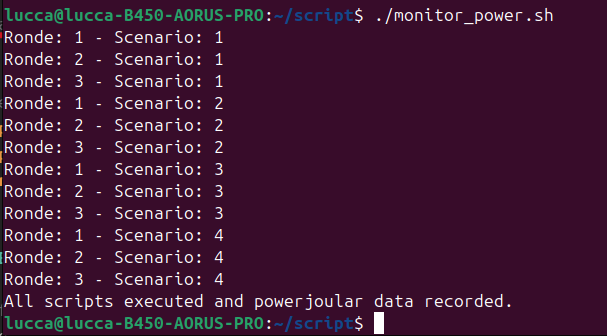 lucca@lucca-B450-AORUS-PRO:~/script$ ./monitor_power.sh
Ronde: 1 - Scenario: 1
Ronde: 2 - Scenario: 1
Ronde: 3 - Scenario: 1
Ronde: 1 - Scenario: 2
Ronde: 2 - Scenario: 2
Ronde: 3 - Scenario: 2
Ronde: 1 - Scenario: 3
Ronde: 2 - Scenario: 3
Ronde: 3 - Scenario: 3
Ronde: 1 - Scenario: 4
Ronde: 2 - Scenario: 4
Ronde: 3 - Scenario: 4
All scripts executed and powerjoular data recorded.
lucca@lucca-B450-AORUS-PRO:~/script$